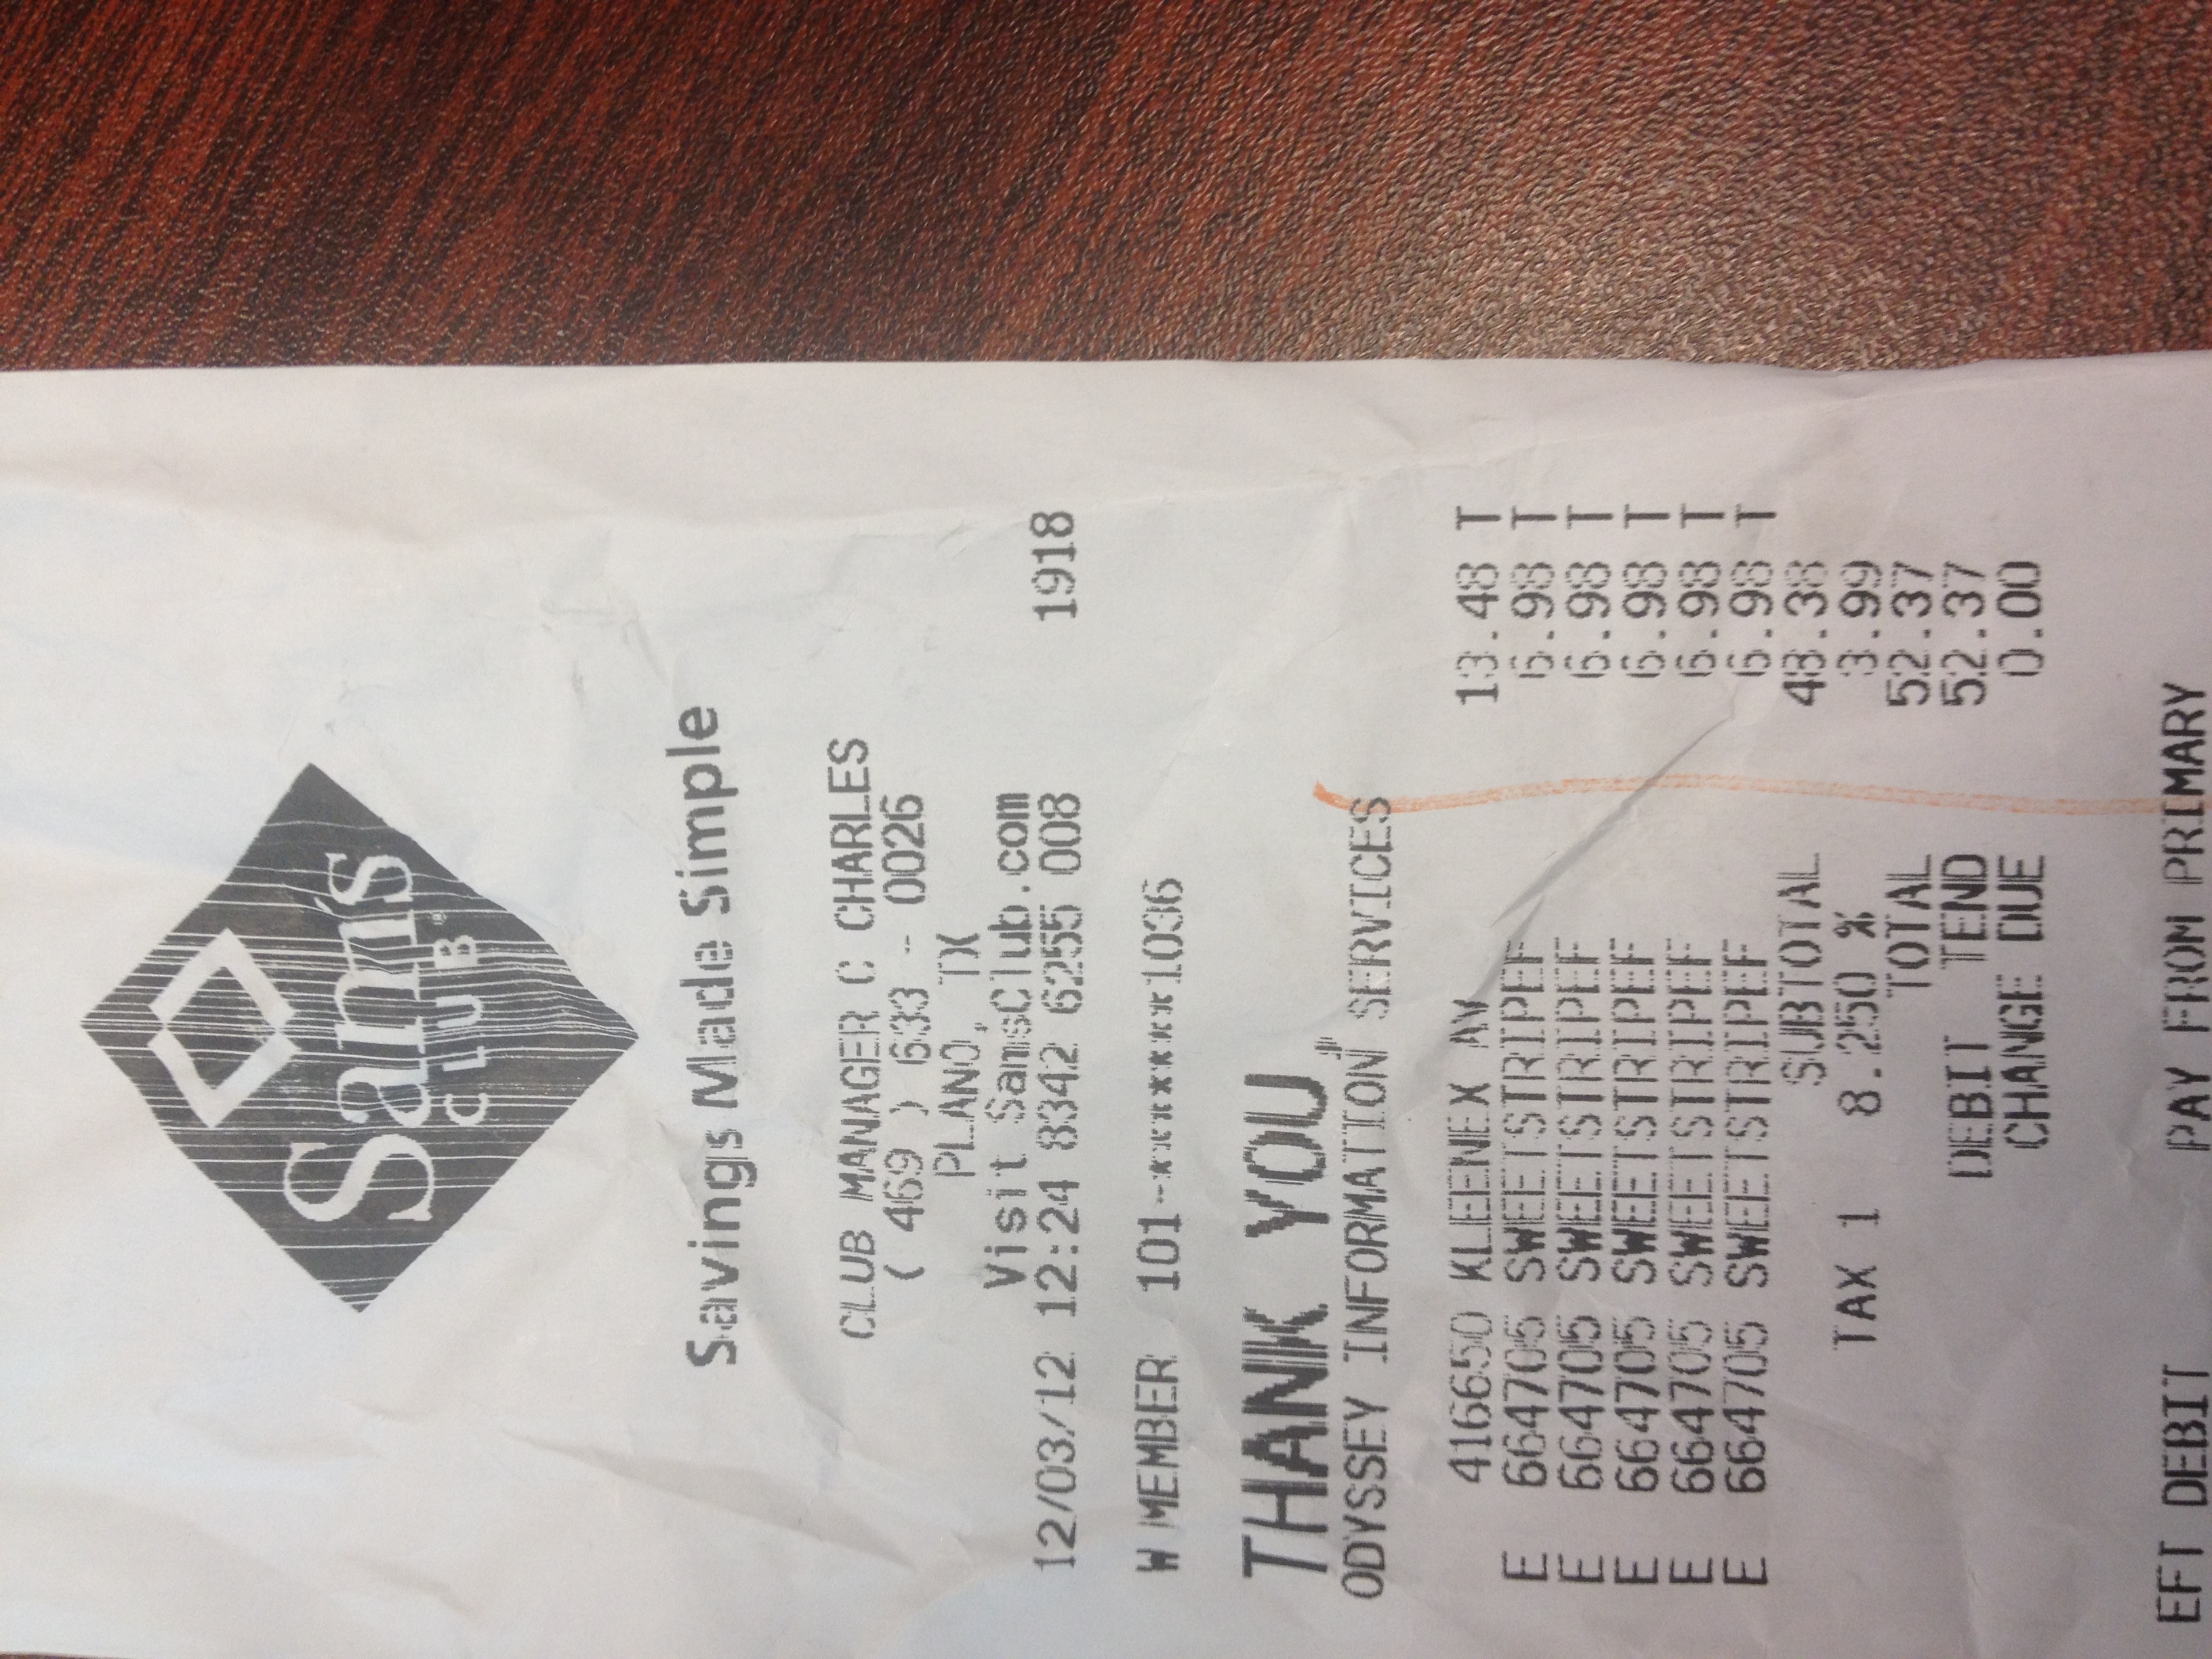 Sam's
CLUB®
Savings Made Simple
CLUB MANAGER C CHARLES
( 469 ) 633 - 0026
PLANO, TX
Visit SamsClub.com
12/03/12 12:24 8342 6255 008 1918
W MEMBER 101-*******1036
THANK YOU,
ODYSSEY INFORMATION SERVICES
416650 KLEENEX AV 13.48 T
E 664705 SWEETSTRIPEF 6.98 T
E 664705 SWEETSTRIPEF 6.98 T
E 664705 SWEETSTRIPEF 6.98 T
E 664705 SWEETSTRIPEF 6.98 T
E 664705 SWEETSTRIPEF 6.98 T
SUBTOTAL 48.38
TAX 1 8.250 % 3.99
TOTAL 52.37
DEBIT TEND 52.37
CHANGE DUE 0.00
EFT DEBIT PAY FROM PRIMARY